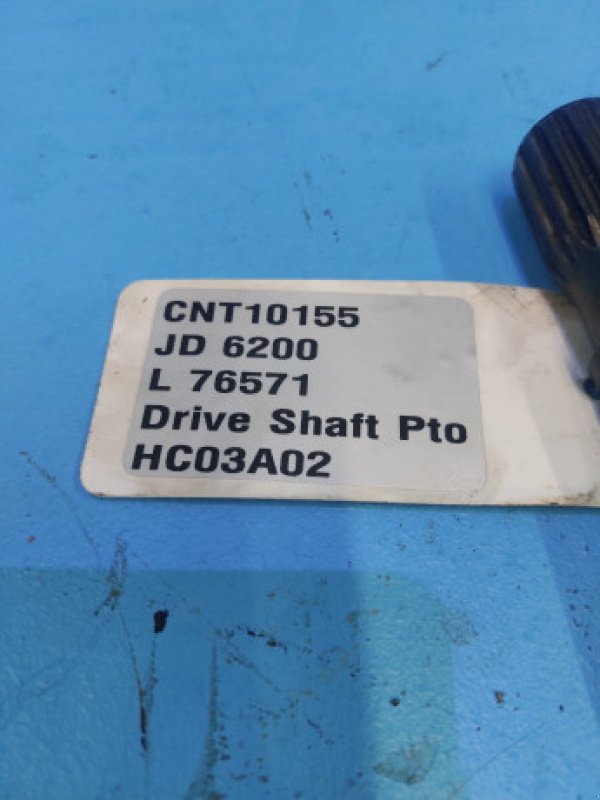 CNT10155
JD 6200
L 76571
Drive Shaft Pto
HC03A02